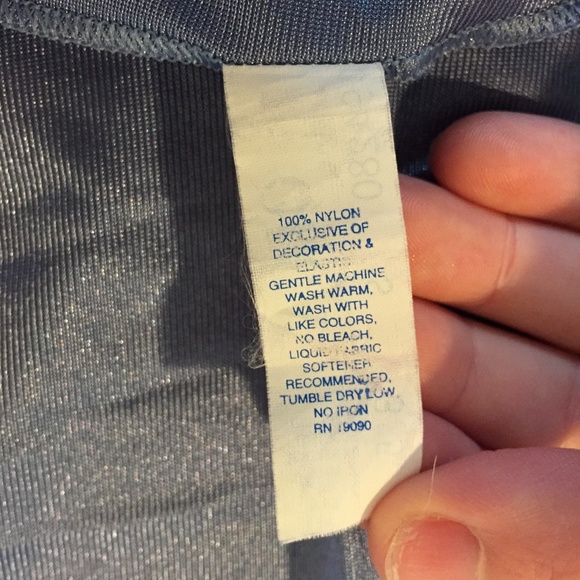 100% NYLON
EXCLUSIVE OF
DECORATION &
ELASTIC
GENTLE MACHINE
WASH WARM,
WASH WITH
LIKE COLORS,
NO BLEACH,
LIQUID FABRIC
SOFTENER
RECOMMENDED,
TUMBLE DRY LOW
NO IRON
RN 19090